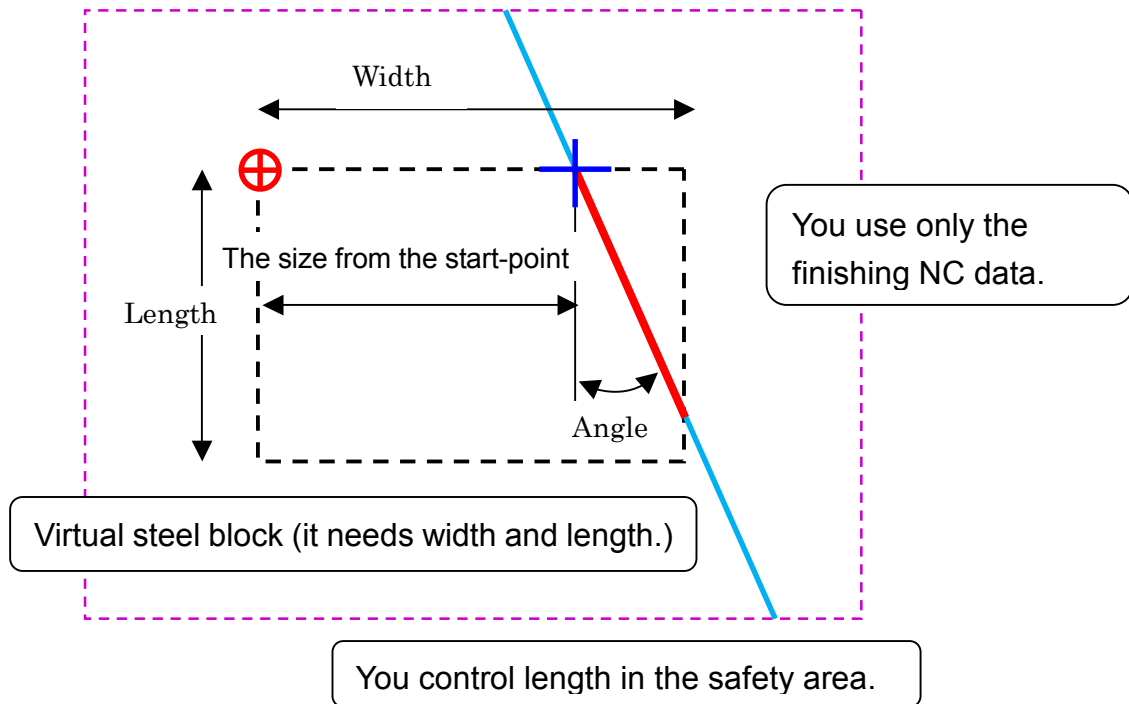 Width
You use only the
finishing NC data.
The size from the start-point
Length
Angle
Virtual steel block (it needs width and length.)
You control length in the safety area.